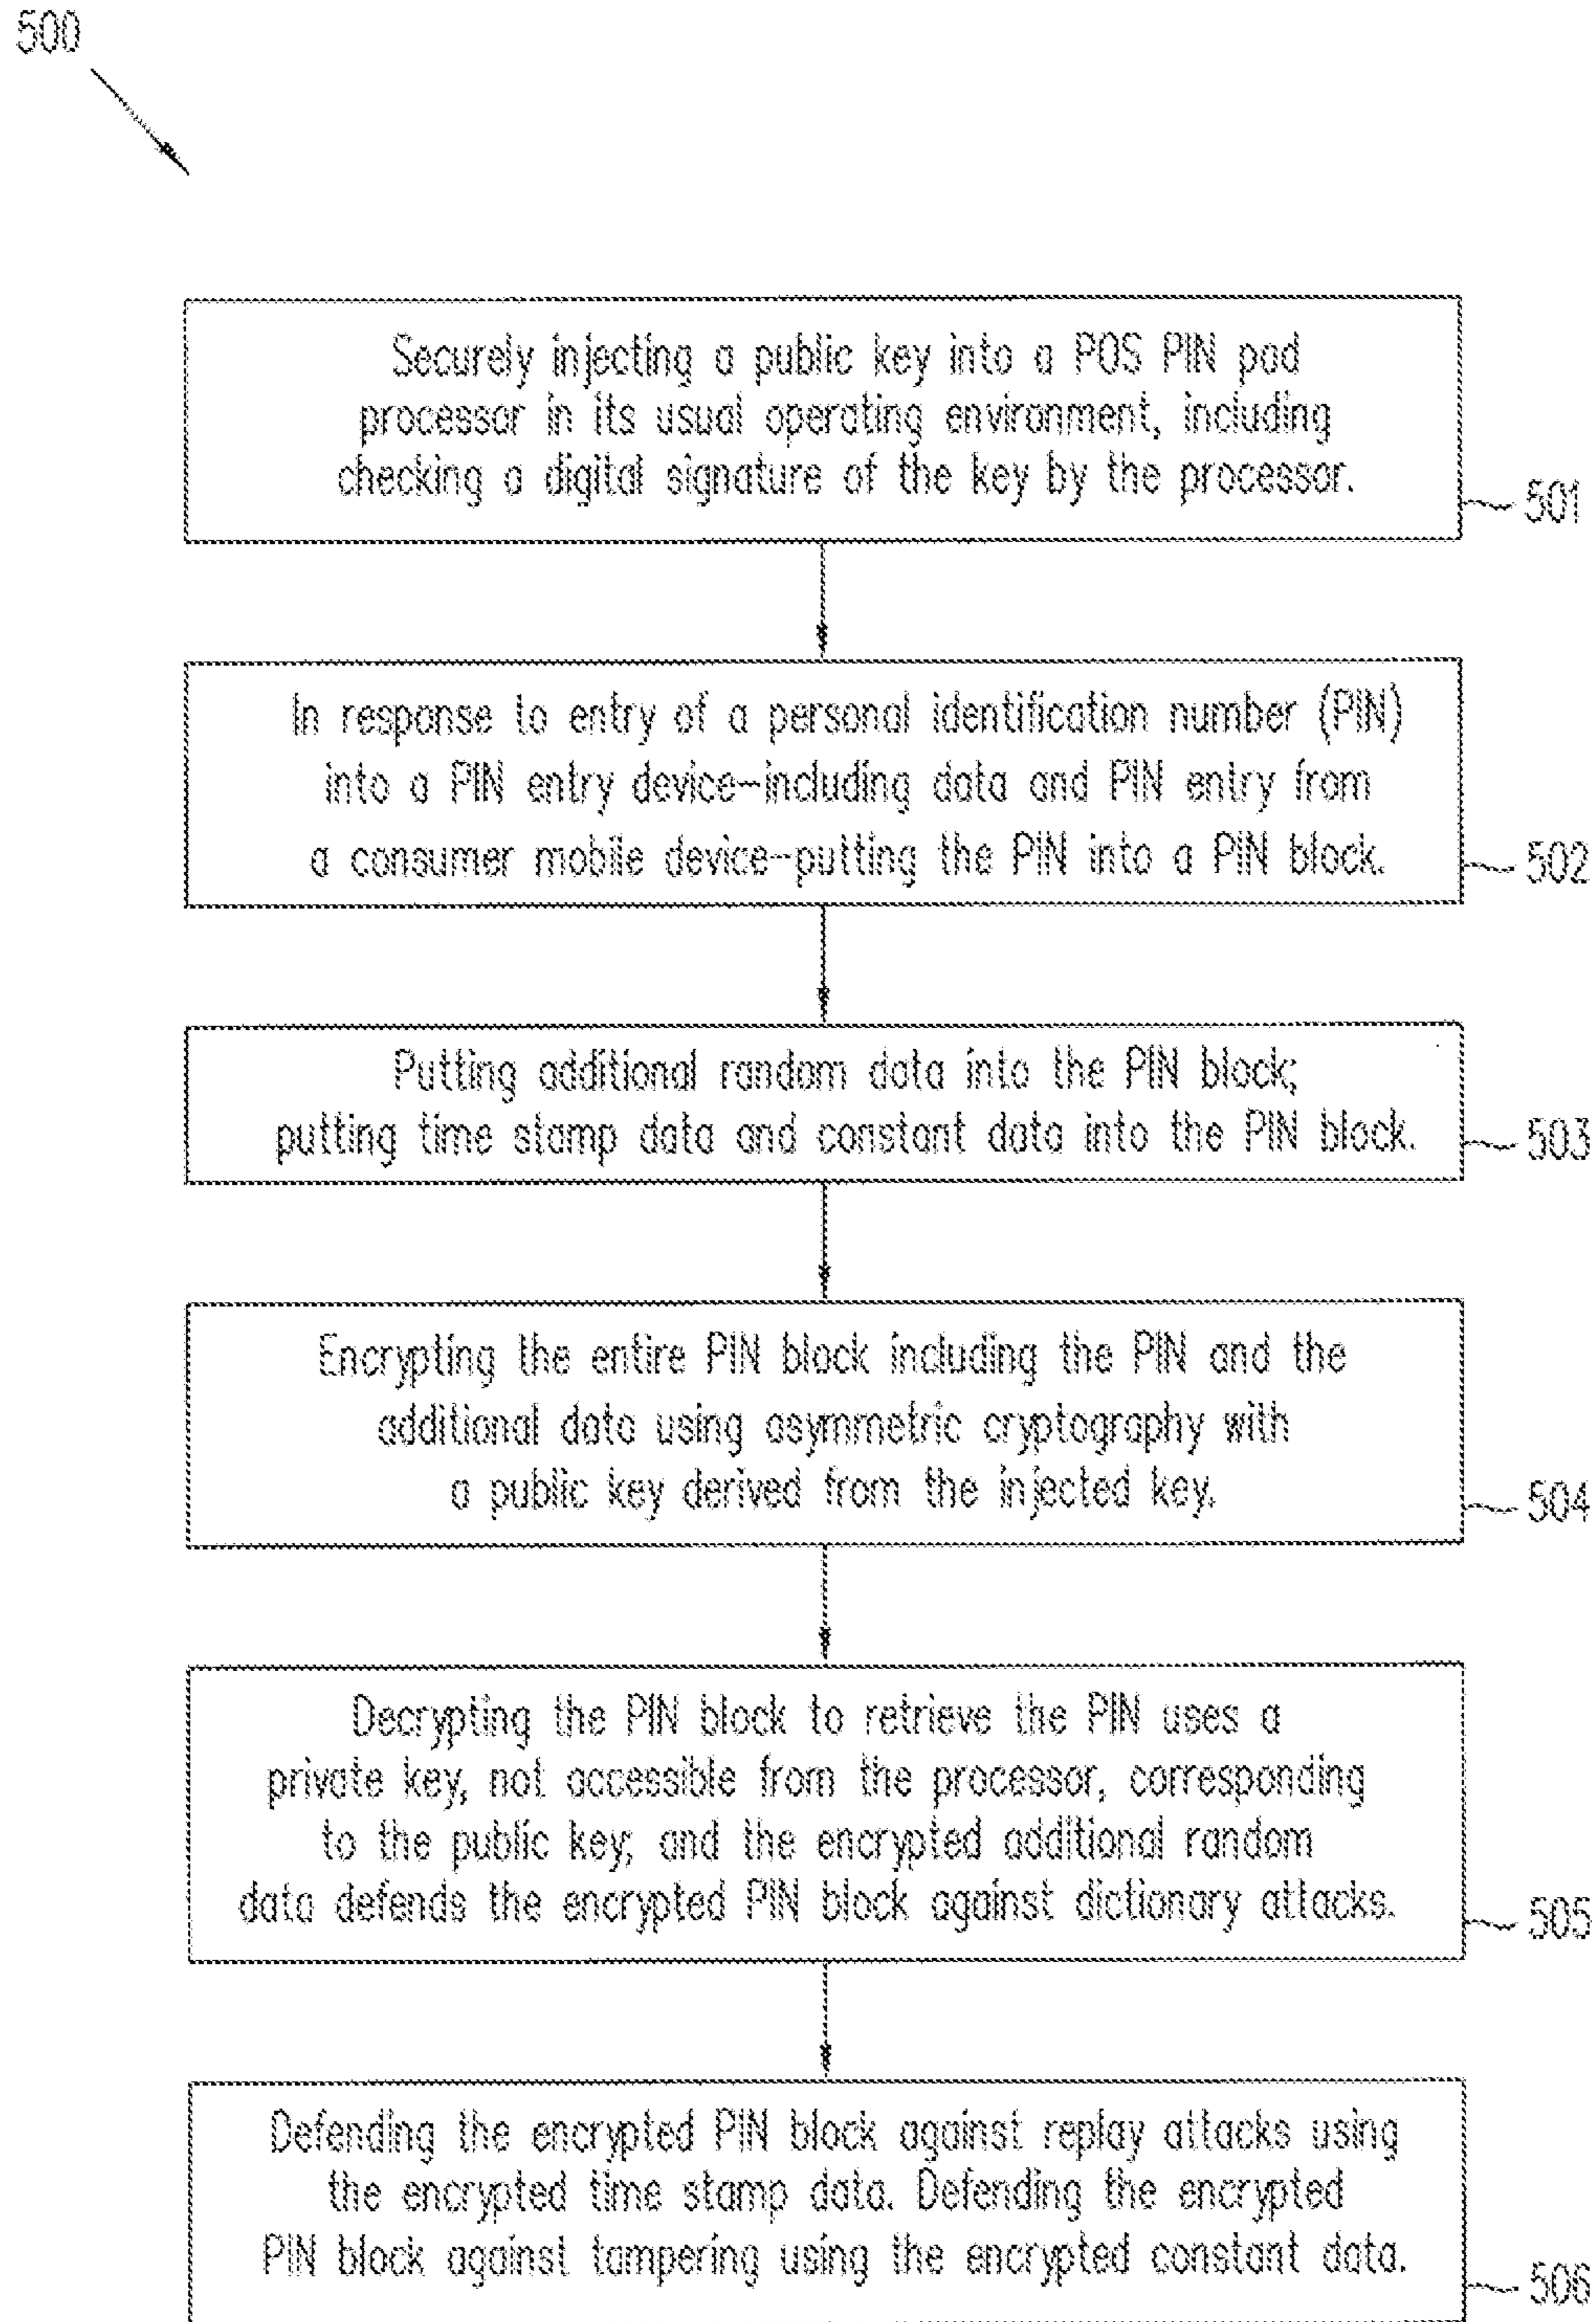 500
Securely injecting a public key into a POS PIN pad
processor in its usual operating environment, including
checking a digital signature of the key by the processor.
501
In response to entry of a personal identification number (PIN)
into a PIN entry device--including data and PIN entry from
a consumer mobile device--putting the PIN into a PIN block.
502
Putting additional random data into the PIN block;
putting time stamp data and constant data into the PIN block.
503
Encrypting the entire PIN block including the PIN and the
additional data using asymmetric cryptography with
a public key derived from the injected key.
504
Decrypting the PIN block to retrieve the PIN uses a
private key, not accessible from the processor, corresponding
to the public key; and the encrypted additional random
data defends the encrypted PIN block against dictionary attacks.
505
Defending the encrypted PIN block against replay attacks using
the encrypted time stamp data. Defending the encrypted
PIN block against tampering using the encrypted constant data.
506